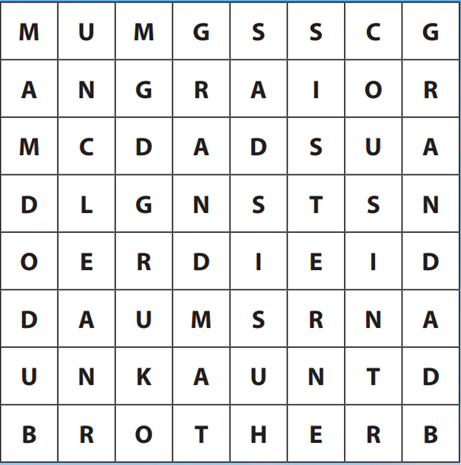 M U M G S S C G
A N G R A I O R
M C D A D S U A
D L G N S T S N
O E R D I E I D
D A U M S R N A
U N K A U N T D
B R O T H E R B